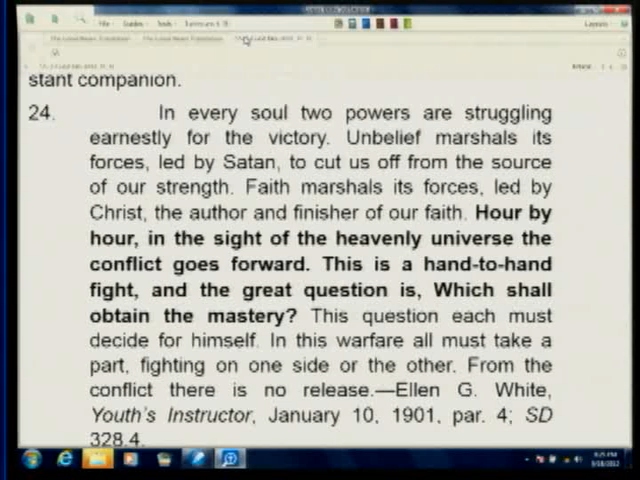 File
Guides
Tools
Layouts
stant companion.
24. In every soul two powers are struggling
earnestly for the victory. Unbelief marshals its
forces, led by Satan, to cut us off from the source
of our strength. Faith marshals its forces, led by
Christ, the author and finisher of our faith. Hour by
hour, in the sight of the heavenly universe the
conflict goes forward. This is a hand-to-hand
fight, and the great question is, Which shall
obtain the mastery? This question each must
decide for himself. In this warfare all must take a
part, fighting on one side or the other. From the
conflict there is no release.—Ellen G. White,
Youth's Instructor, January 10, 1901, par. 4; SD
328.4.